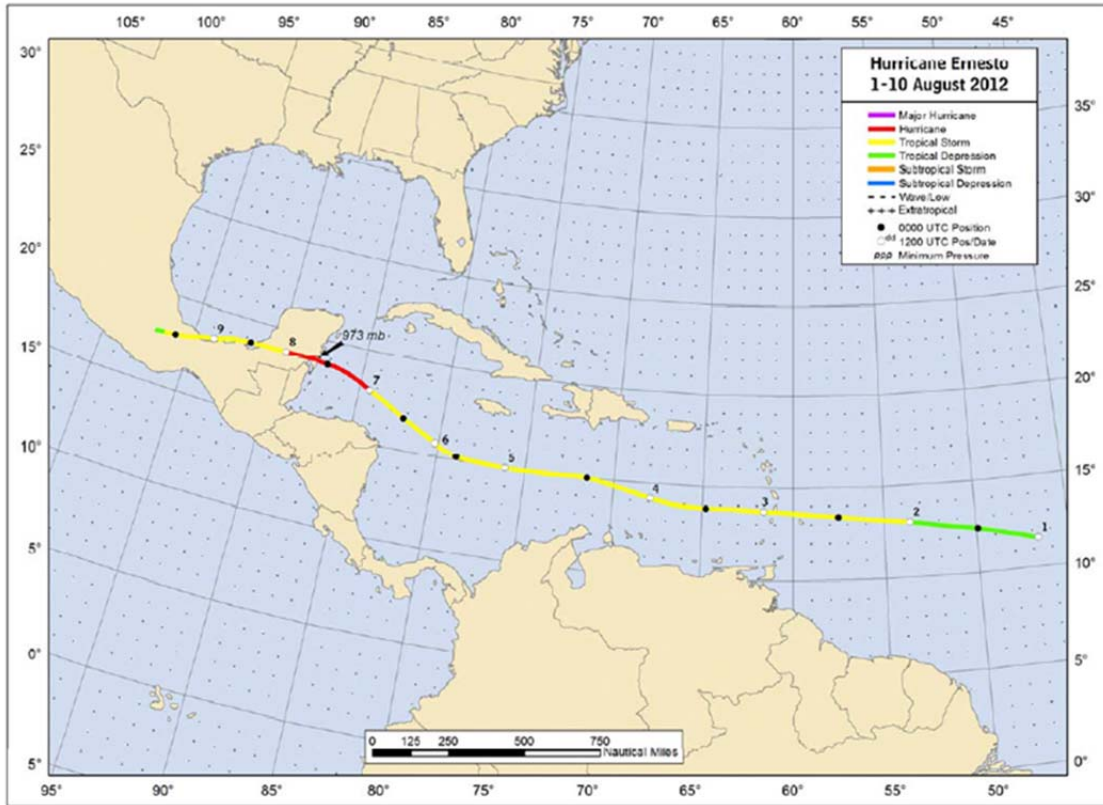 105° 100° 95° 90° 85° 80° 75° 70° 65° 60° 55° 50° 45°
Hurricane Ernesto
1-10 August 2012
Major Hurricane
Hurricane
Tropical Storm
Tropical Depression
Subtropical Storm
Subtropical Depression
Wave/Low
Extratropical
0000 UTC Position
dd 1200 UTC Pos/Date
ppp Minimum Pressure
30°
25°
20°
15°
10°
5°
0°
5°
35°
30°
25°
20°
15°
10°
5°
0°
9
8
973 mb
7
6
5
4
3
2
1
0 125 250 500 750
Nautical Miles
95° 90° 85° 80° 75° 70° 65° 60° 55° 50°